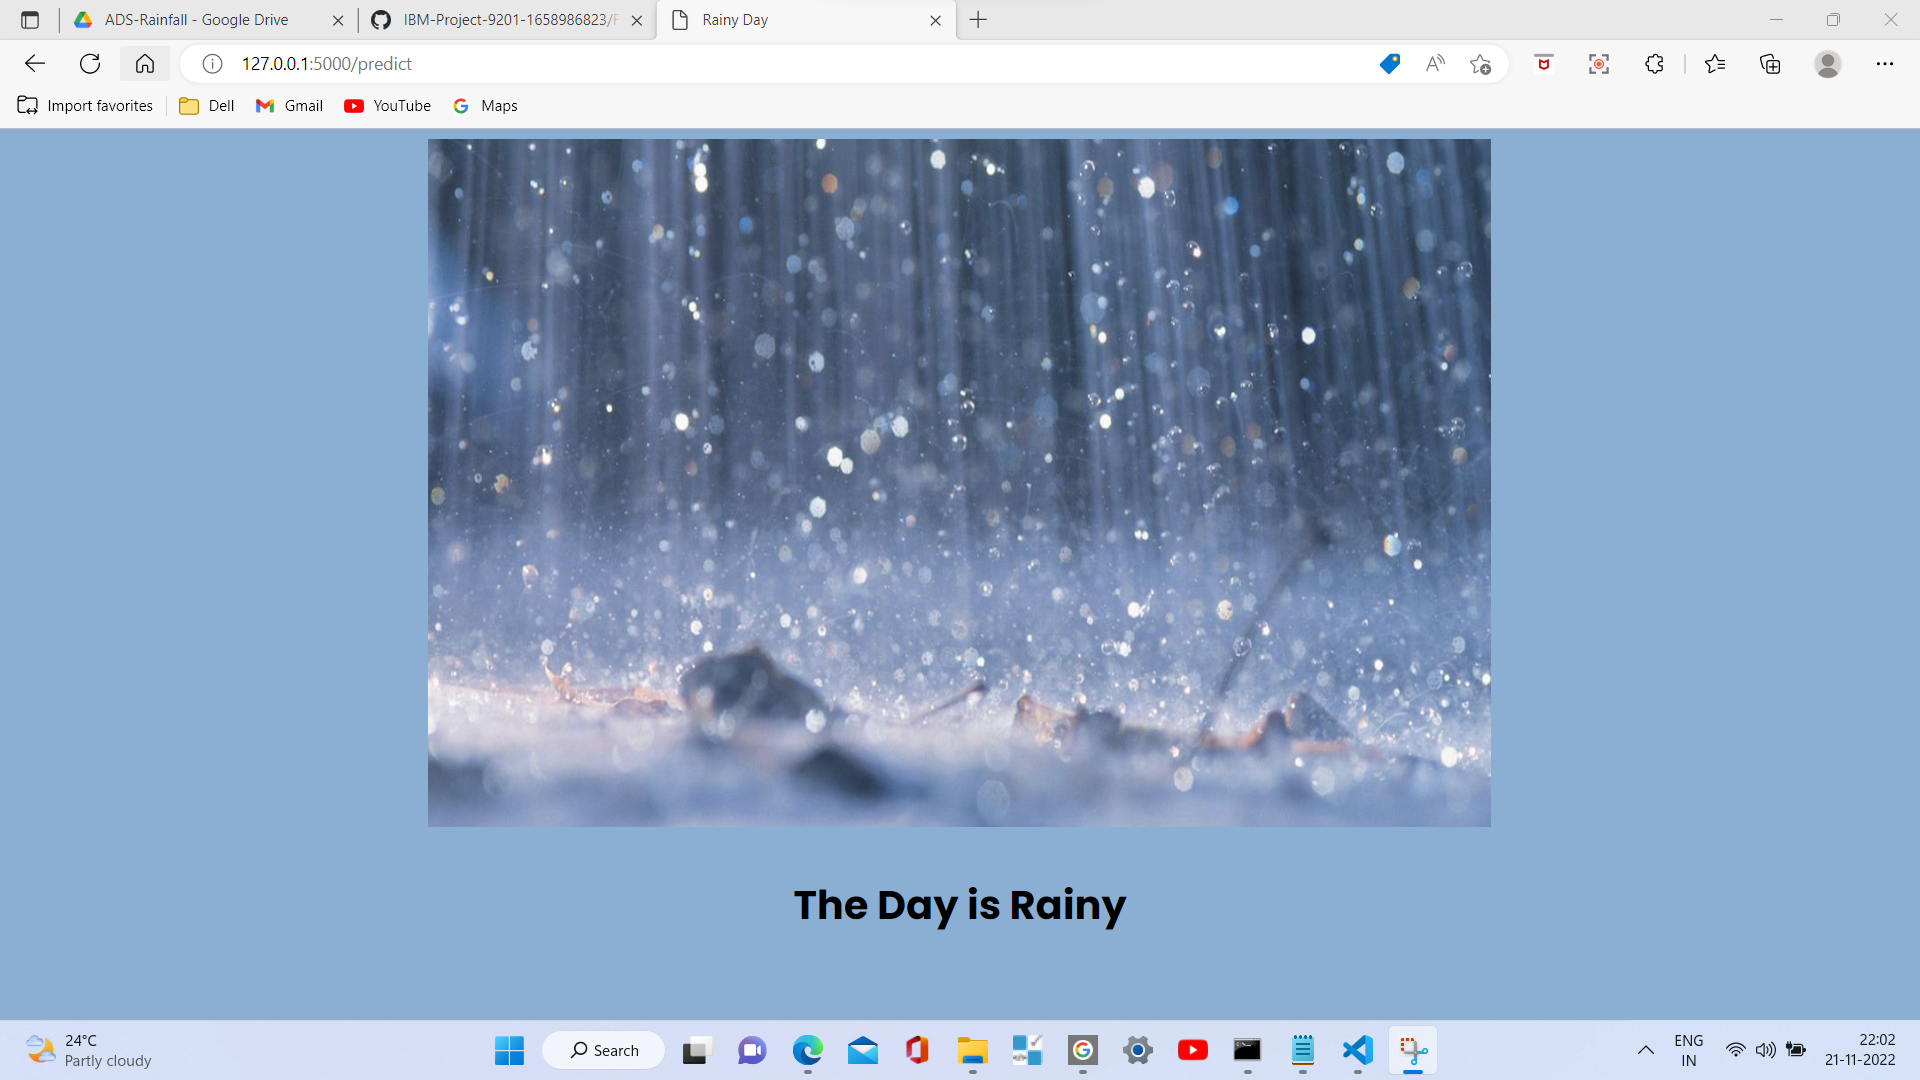 ADS-Rainfall - Google Drive
IBM-Project-9201-1658986823/F
Rainy Day
127.0.0.1:5000/predict
Import favorites
Dell
Gmail
YouTube
G Maps
The Day is Rainy
24°C
Partly cloudy
Search
ENG
IN
22:02
21-11-2022